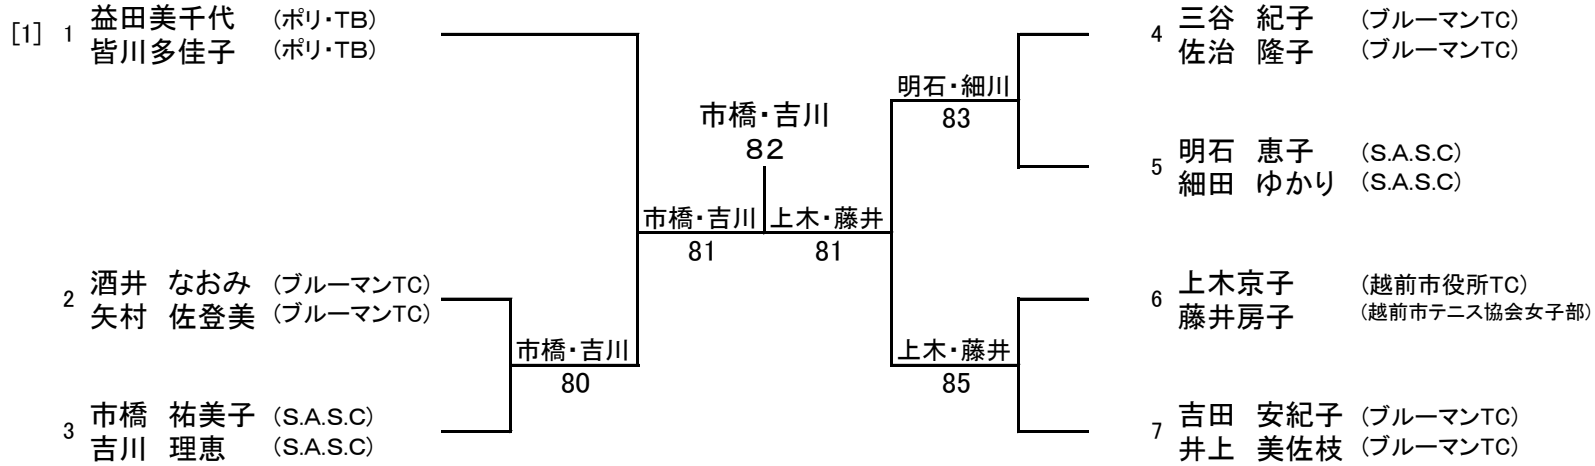 [1] 1 益田美千代 (ポリ・TB)
皆川多佳子 (ポリ・TB)
2 酒井 なおみ (ブルーマンTC)
矢村 佐登美 (ブルーマンTC)
3 市橋 祐美子 (S.A.S.C)
吉川 理恵 (S.A.S.C)
市橋・吉川
80
市橋・吉川
81
市橋・吉川
82
上木・藤井
81
明石・細川
83
上木・藤井
85
4 三谷 紀子 (ブルーマンTC)
佐治 隆子 (ブルーマンTC)
5 明石 恵子 (S.A.S.C)
細田 ゆかり (S.A.S.C)
6 上木京子 (越前市役所TC)
藤井房子 (越前市テニス協会女子部)
7 吉田 安紀子 (ブルーマンTC)
井上 美佐枝 (ブルーマンTC)